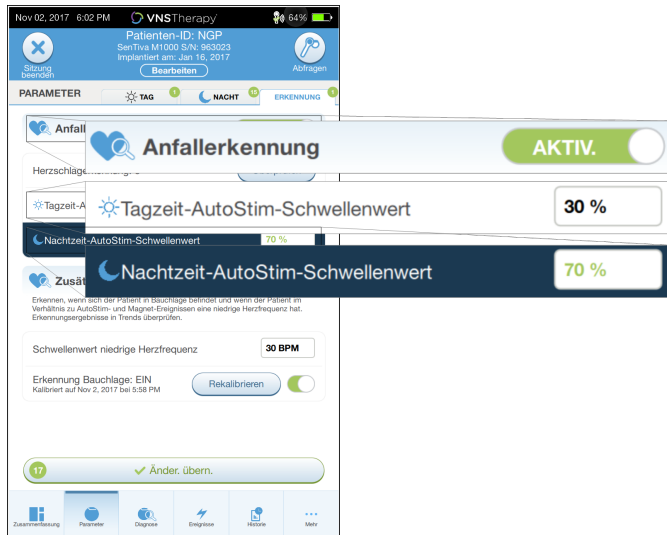 Nov 02, 2017 6:02 PM VNSTherapy 64%
Patienten-ID: NGP
SenTiva M1000 S/N: 963023
Implantiert am: Jan 16, 2017
Bearbeiten
Sitzung
beenden
Abfragen
PARAMETER TAG 1 NACHT 15 ERKENNUNG 1
Anfall
Anfallerkennung AKTIV.
Herzschlagerkennung:
Tagzeit-A
Tagzeit-AutoStim-Schwellenwert 30 %
Nachtzeit-AutoStim-Schwellenwert 70 %
Nachtzeit-AutoStim-Schwellenwert 70 %
Zusät
Erkennen, wenn sich der Patient in Bauchlage befindet und wenn der Patient im
Verhältnis zu AutoStim- und Magnet-Ereignissen eine niedrige Herzfrequenz hat.
Erkennungsergebnisse in Trends überprüfen.
Schwellenwert niedrige Herzfrequenz 30 BPM
Erkennung Bauchlage: EIN
Kalibriert auf Nov 2, 2017 bei 5:58 PM
Rekalibrieren
17 Änder. übern.
Zusammenfassung Parameter Diagnose Ereignisse Historie Mehr